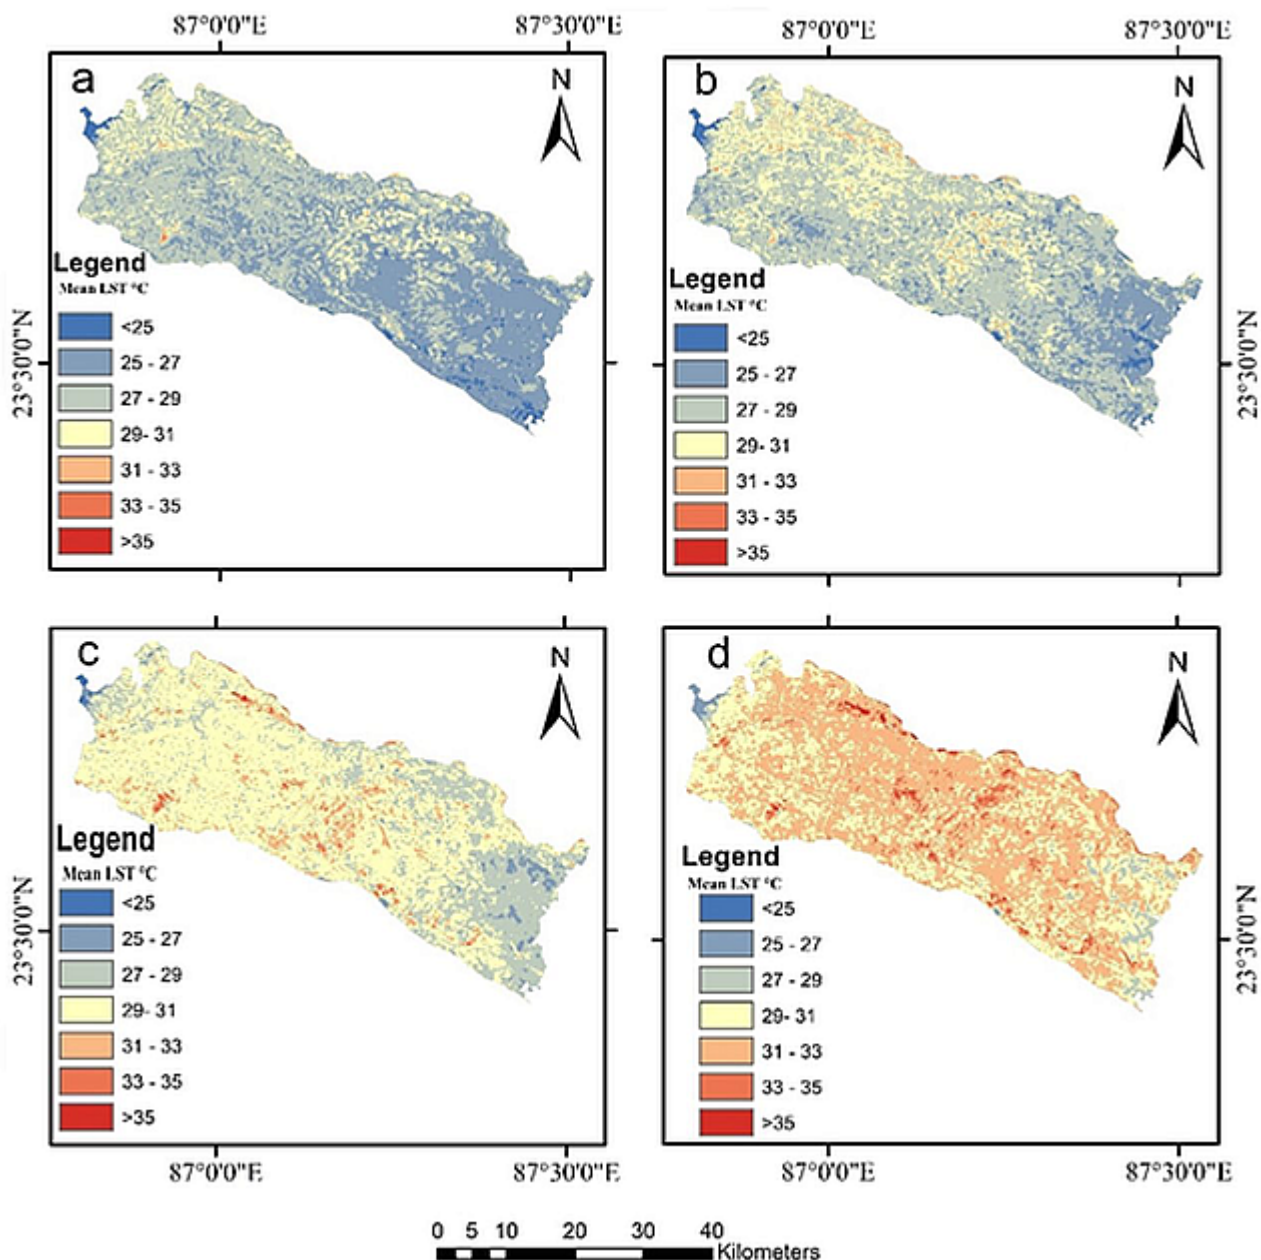 87°0'0"E 87°30'0"E 87°0'0"E 87°30'0"E
a
N
Legend
Mean LST °C
<25
25 - 27
27 - 29
29- 31
31 - 33
33 - 35
>35
23°30'0"N
b
N
Legend
Mean LST °C
<25
25 - 27
27 - 29
29- 31
31 - 33
33 - 35
>35
23°30'0"N
c
N
Legend
Mean LST °C
<25
25 - 27
27 - 29
29- 31
31 - 33
33 - 35
>35
23°30'0"N
d
N
Legend
Mean LST °C
<25
25 - 27
27 - 29
29- 31
31 - 33
33 - 35
>35
23°30'0"N
87°0'0"E 87°30'0"E 87°0'0"E 87°30'0"E
0 5 10 20 30 40
Kilometers